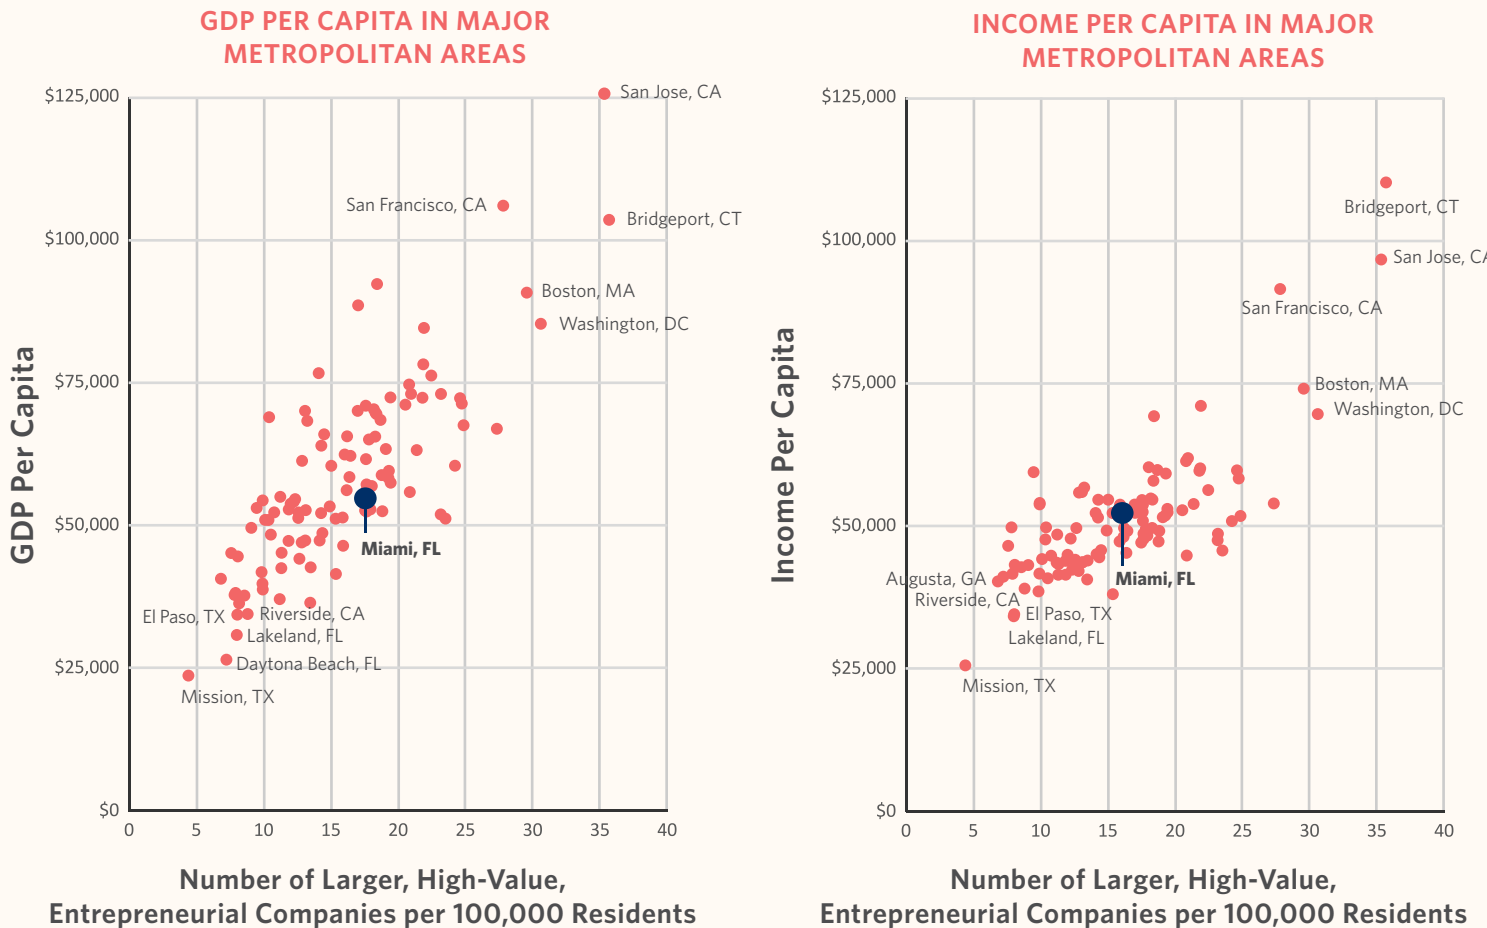 GDP PER CAPITA IN MAJOR
METROPOLITAN AREAS
GDP Per Capita
$125,000
$100,000
$75,000
$50,000
$25,000
$0
San Jose, CA
San Francisco, CA
Bridgeport, CT
Boston, MA
Washington, DC
Miami, FL
El Paso, TX
Riverside, CA
Lakeland, FL
Daytona Beach, FL
Mission, TX
0 5 10 15 20 25 30 35 40
Number of Larger, High-Value,
Entrepreneurial Companies per 100,000 Residents
INCOME PER CAPITA IN MAJOR
METROPOLITAN AREAS
Income Per Capita
$125,000
$100,000
$75,000
$50,000
$25,000
$0
Bridgeport, CT
San Jose, CA
San Francisco, CA
Boston, MA
Washington, DC
Miami, FL
Augusta, GA
Riverside, CA
El Paso, TX
Lakeland, FL
Mission, TX
0 5 10 15 20 25 30 35 40
Number of Larger, High-Value,
Entrepreneurial Companies per 100,000 Residents